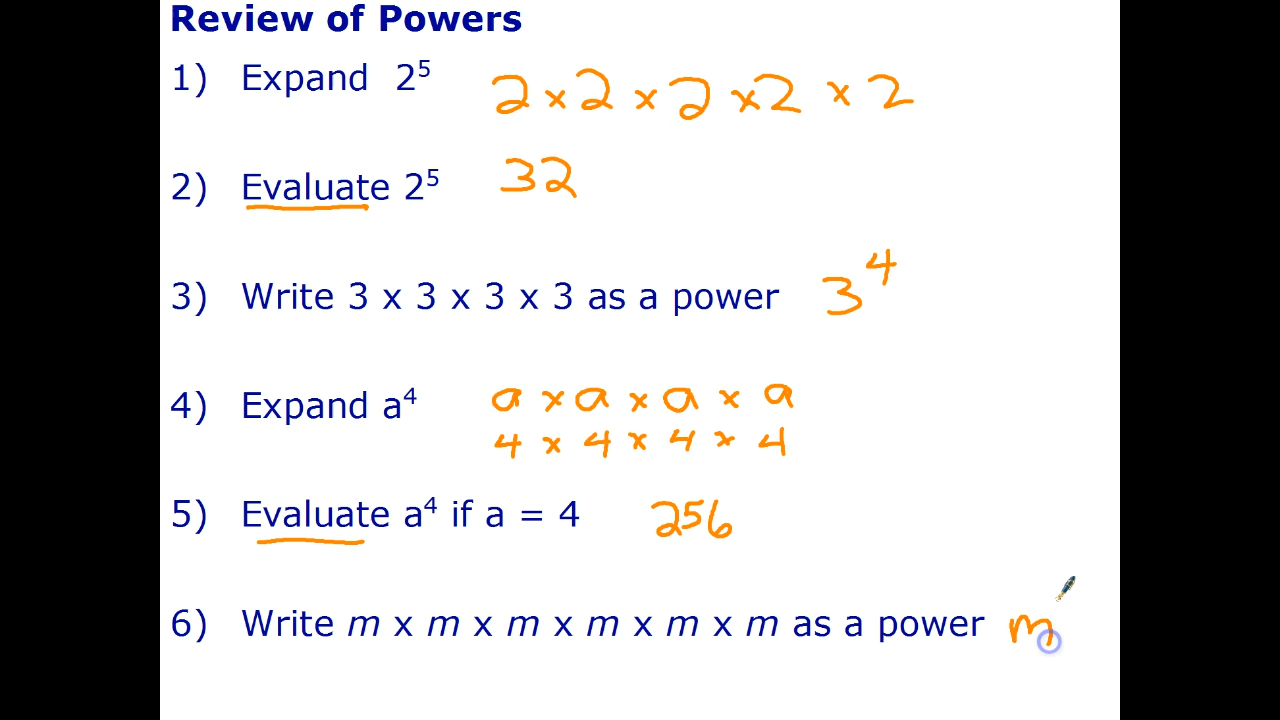 Review of Powers
1) Expand 2⁵ 2 x 2 x 2 x 2 x 2
2) Evaluate 2⁵ 32
3) Write 3 x 3 x 3 x 3 as a power 3⁴
4) Expand a⁴ a x a x a x a
4 x 4 x 4 x 4
5) Evaluate a⁴ if a = 4 256
6) Write m x m x m x m x m x m as a power m